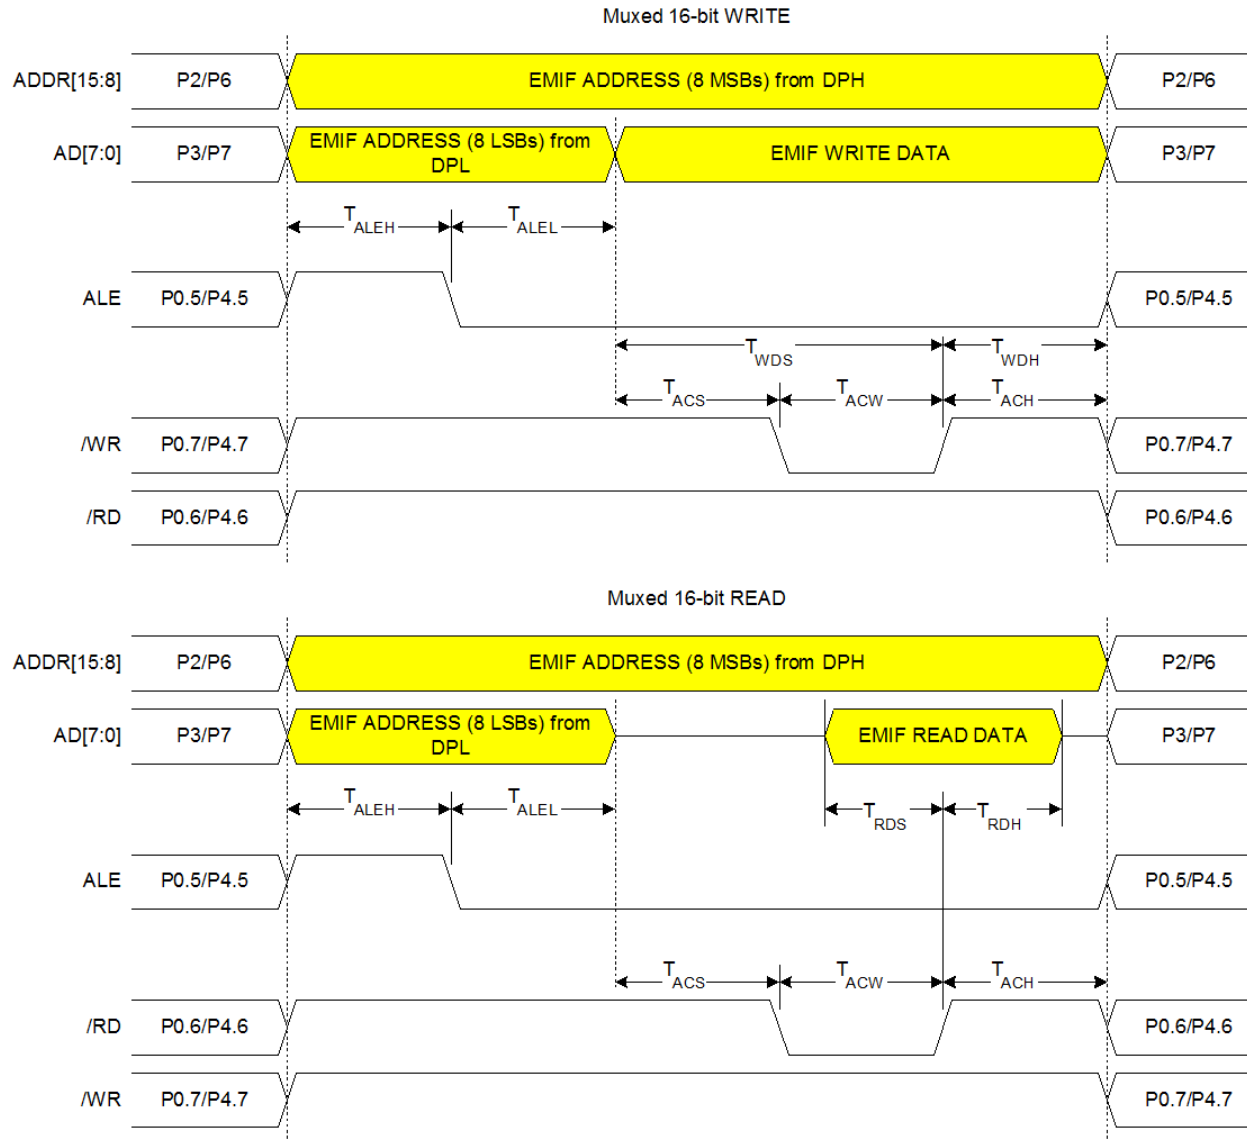 Muxed 16-bit WRITE
ADDR[15:8] P2/P6 EMIF ADDRESS (8 MSBs) from DPH P2/P6
AD[7:0] P3/P7 EMIF ADDRESS (8 LSBs) from DPL EMIF WRITE DATA P3/P7
TALEH TALEL
ALE P0.5/P4.5 P0.5/P4.5
TWDS TWDH
TACS TACW TACH
/WR P0.7/P4.7 P0.7/P4.7
/RD P0.6/P4.6 P0.6/P4.6
Muxed 16-bit READ
ADDR[15:8] P2/P6 EMIF ADDRESS (8 MSBs) from DPH P2/P6
AD[7:0] P3/P7 EMIF ADDRESS (8 LSBs) from DPL EMIF READ DATA P3/P7
TALEH TALEL TRDS TRDH
ALE P0.5/P4.5 P0.5/P4.5
TACS TACW TACH
/RD P0.6/P4.6 P0.6/P4.6
/WR P0.7/P4.7 P0.7/P4.7